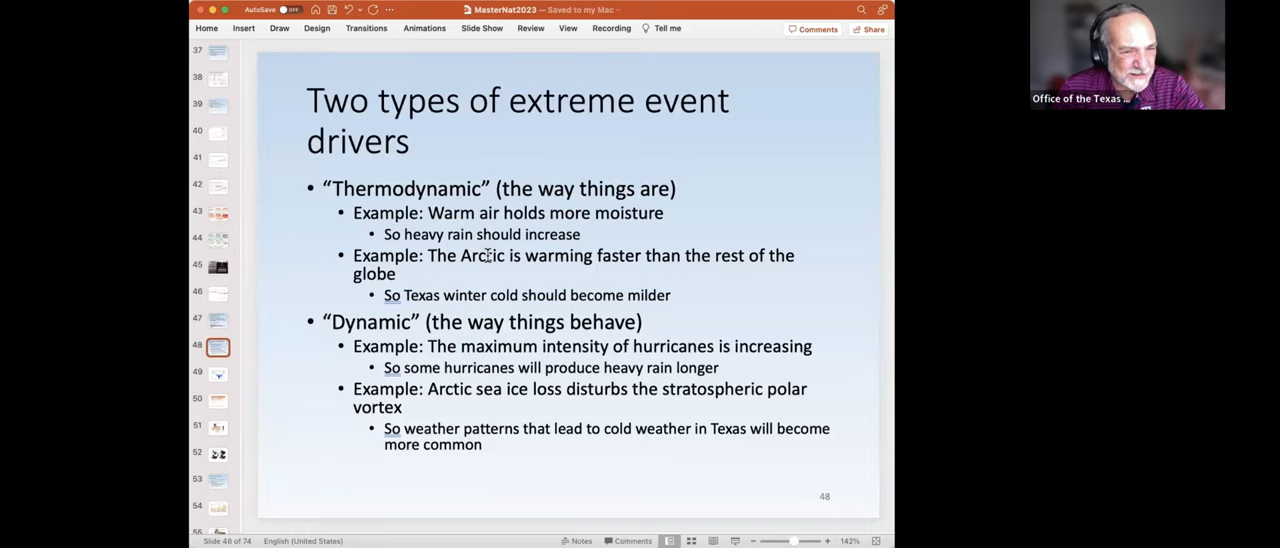 AutoSave OFF
MasterNat2023 — Saved to my Mac
Home Insert Draw Design Transitions Animations Slide Show Review View Recording Tell me Comments Share
37
38
39
40
41
42
43
44
45
46
47
48
49
50
51
52
53
54
55
Two types of extreme event
drivers
• “Thermodynamic” (the way things are)
• Example: Warm air holds more moisture
• So heavy rain should increase
• Example: The Arctic is warming faster than the rest of the
globe
• So Texas winter cold should become milder
• “Dynamic” (the way things behave)
• Example: The maximum intensity of hurricanes is increasing
• So some hurricanes will produce heavy rain longer
• Example: Arctic sea ice loss disturbs the stratospheric polar
vortex
• So weather patterns that lead to cold weather in Texas will become
more common
48
Slide 48 of 74 English (United States) Notes Comments 142%
Office of the Texas ...